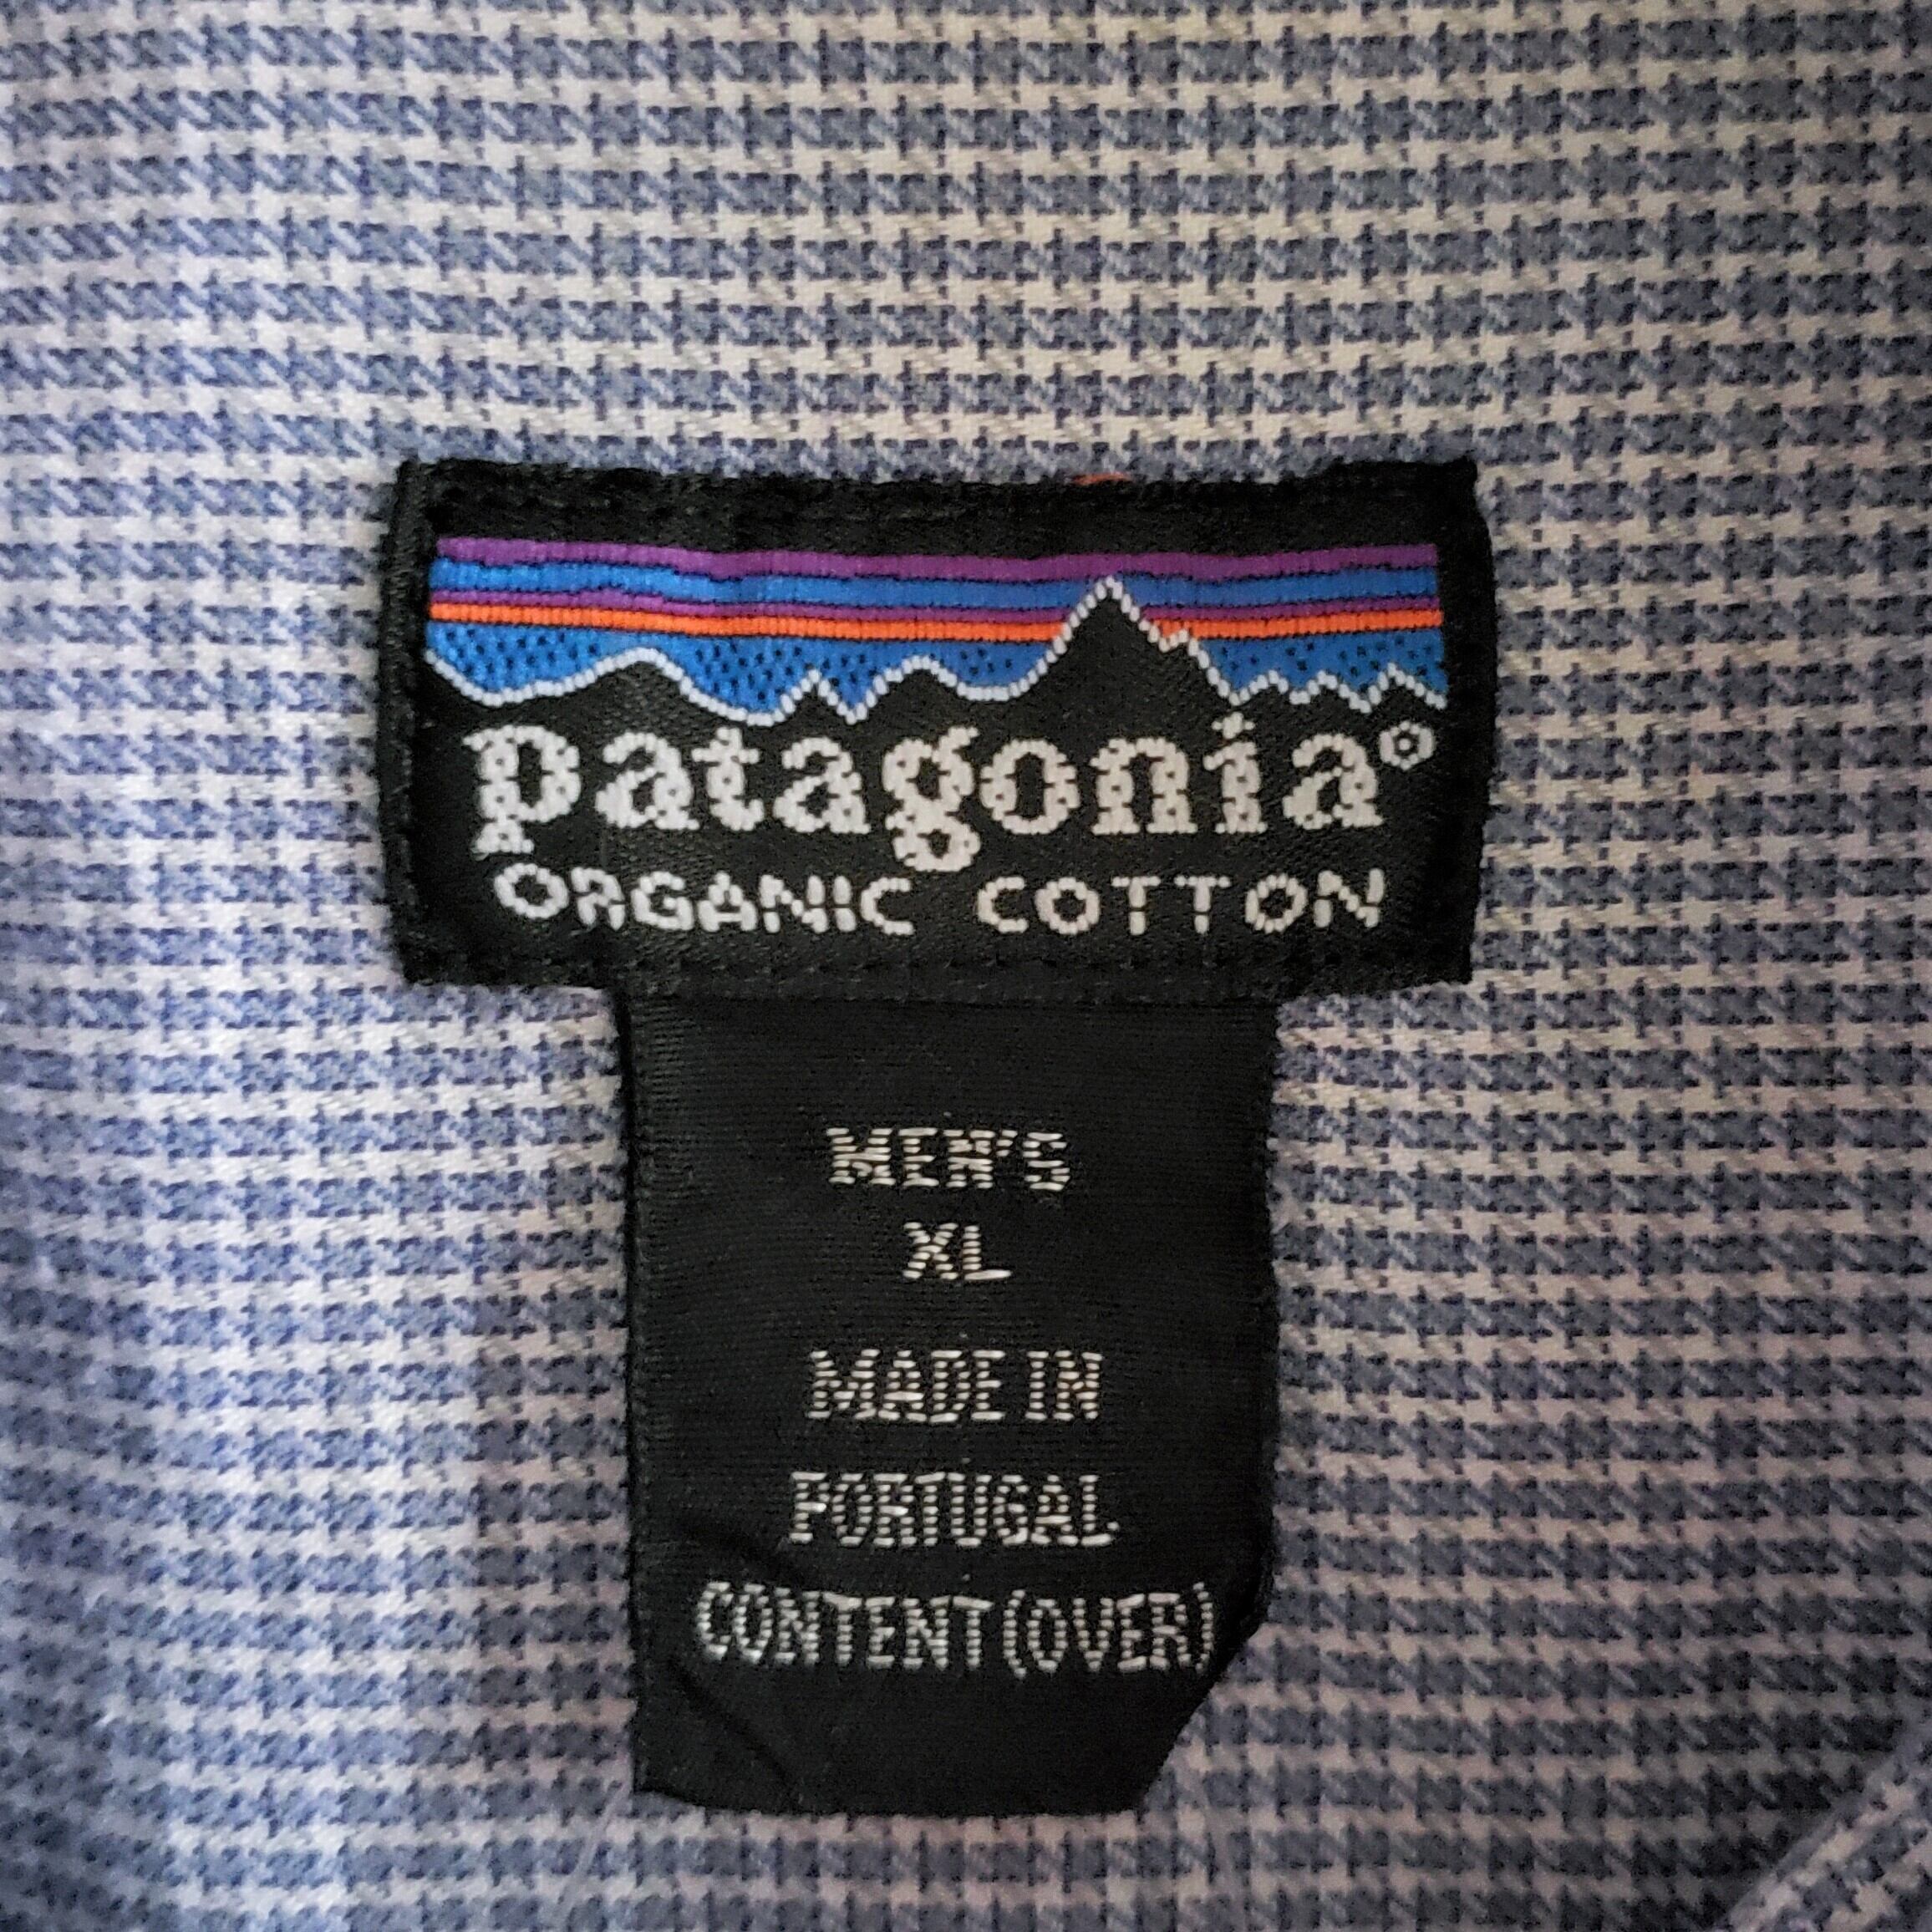 patagonia®
ORGANIC COTTON
MEN'S
XL
MADE IN
PORTUGAL
CONTENT (OVER)